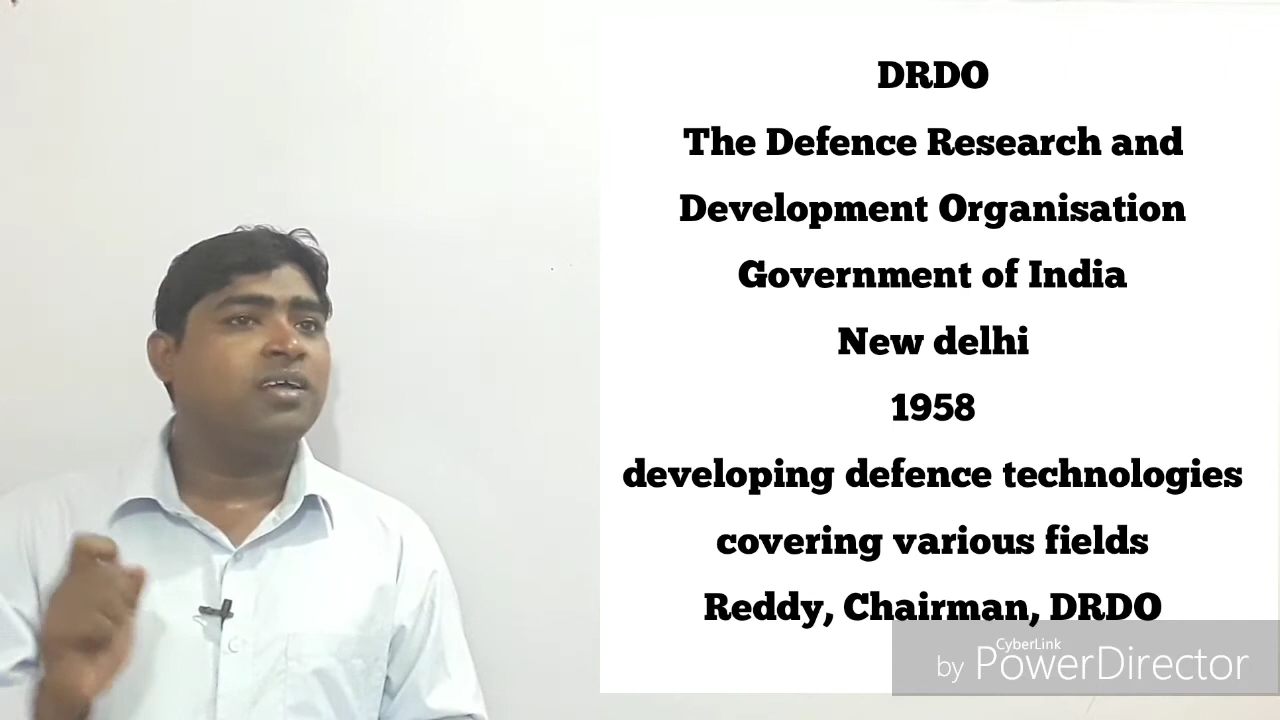 DRDO
The Defence Research and
Development Organisation
Government of India
New delhi
1958
developing defence technologies
covering various fields
Reddy, Chairman, DRDO
CyberLink
by PowerDirector